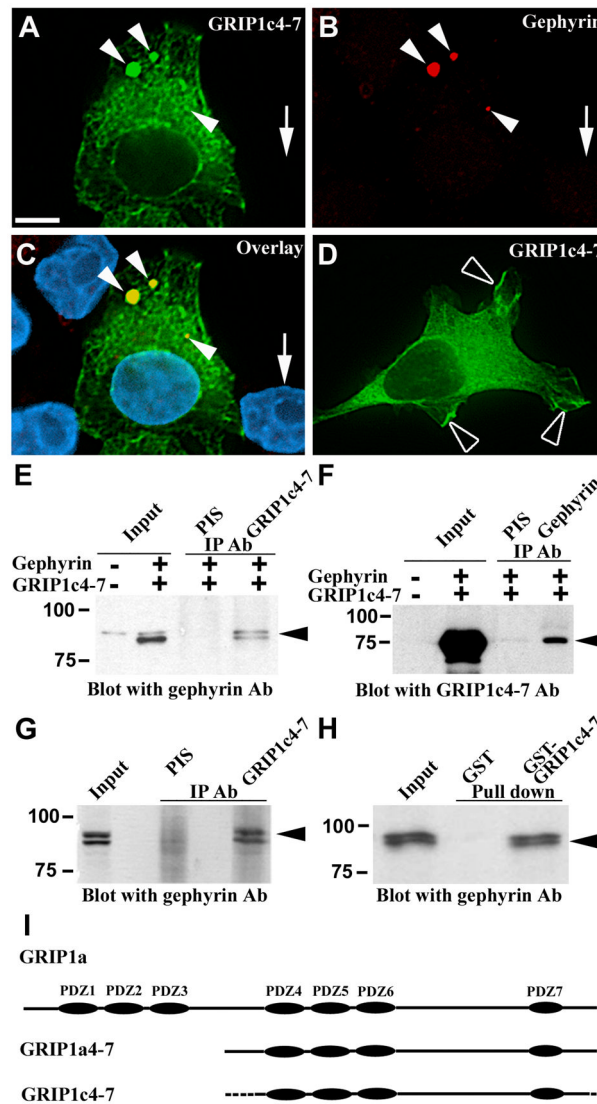 A GRIP1c4-7
B Gephyrin
C Overlay
D GRIP1c4-7
E
Input PIS GRIP1c4-7
IP Ab
Gephyrin - + + +
GRIP1c4-7 - + + +
100
75
Blot with gephyrin Ab
F
Input PIS Gephyrin
IP Ab
Gephyrin - + + +
GRIP1c4-7 - + + +
100
75
Blot with GRIP1c4-7 Ab
G
Input PIS GRIP1c4-7
IP Ab
100
75
Blot with gephyrin Ab
H
Input GST GST-GRIP1c4-7
Pull down
100
75
Blot with gephyrin Ab
I
GRIP1a
PDZ1 PDZ2 PDZ3 PDZ4 PDZ5 PDZ6 PDZ7
GRIP1a4-7
GRIP1c4-7